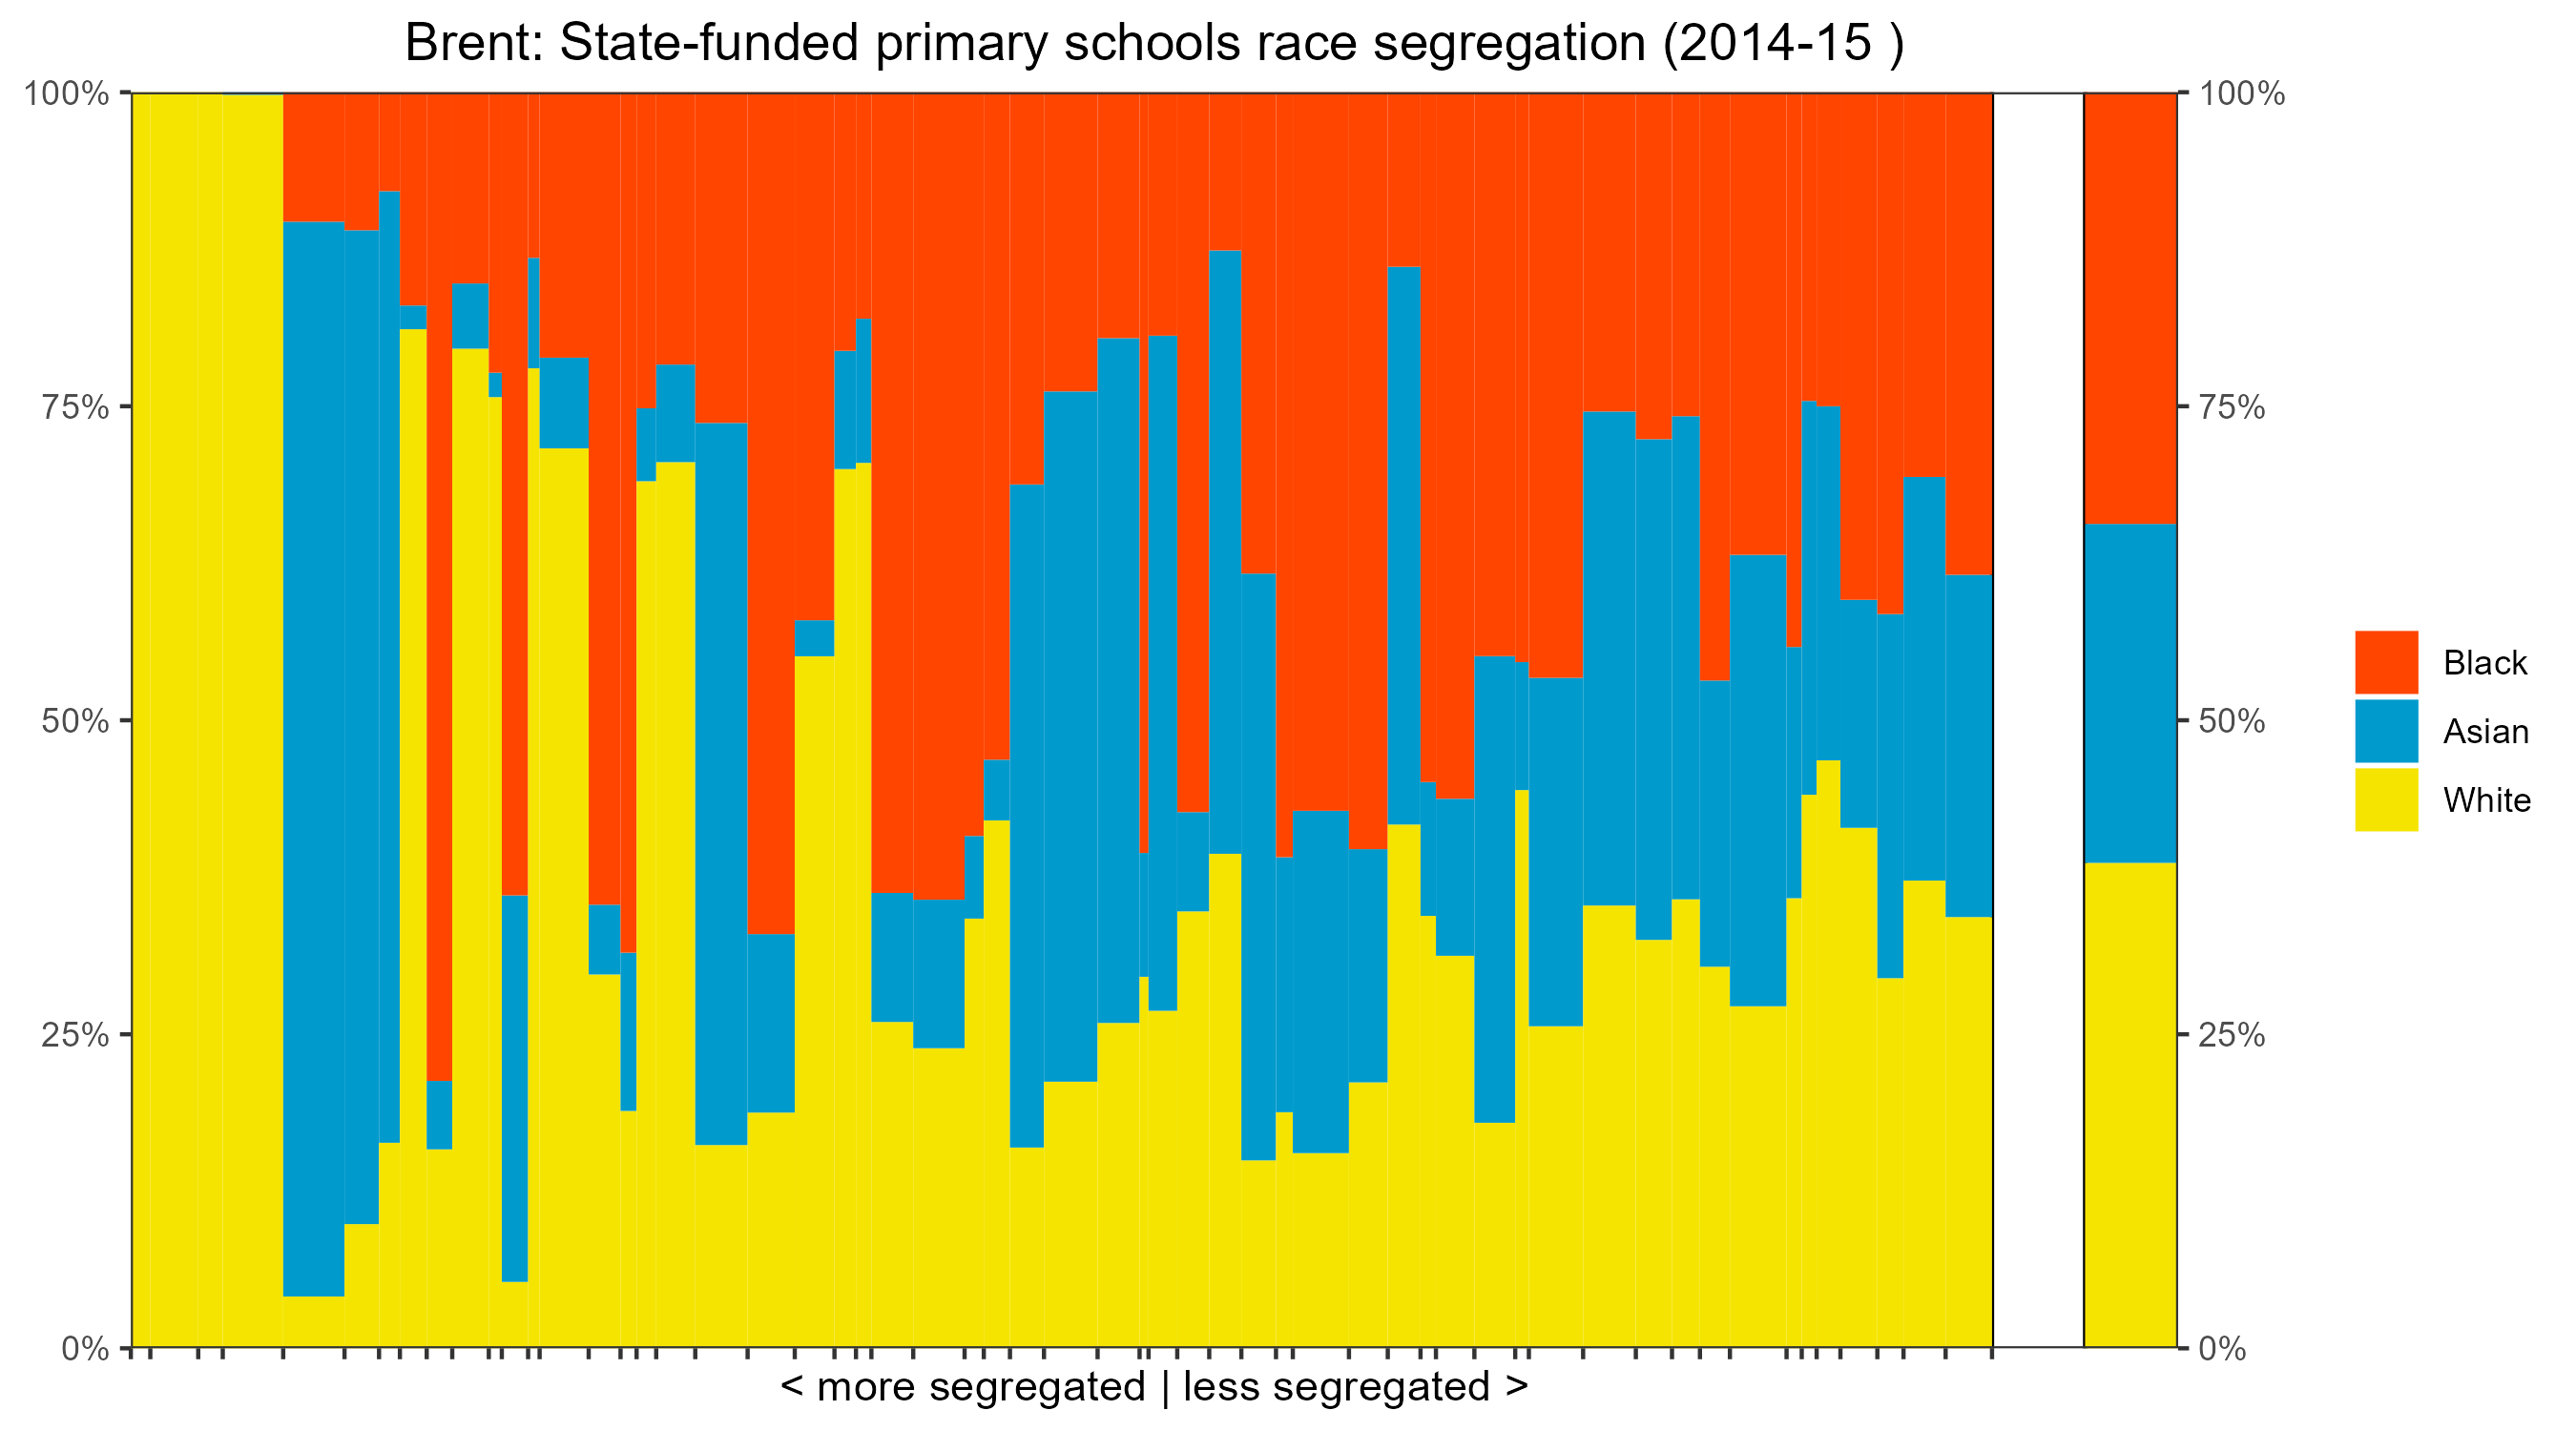 Brent: State-funded primary schools race segregation (2014-15 )
100%
75%
50%
25%
0%
100%
75%
50%
25%
0%
Black
Asian
White
< more segregated | less segregated >